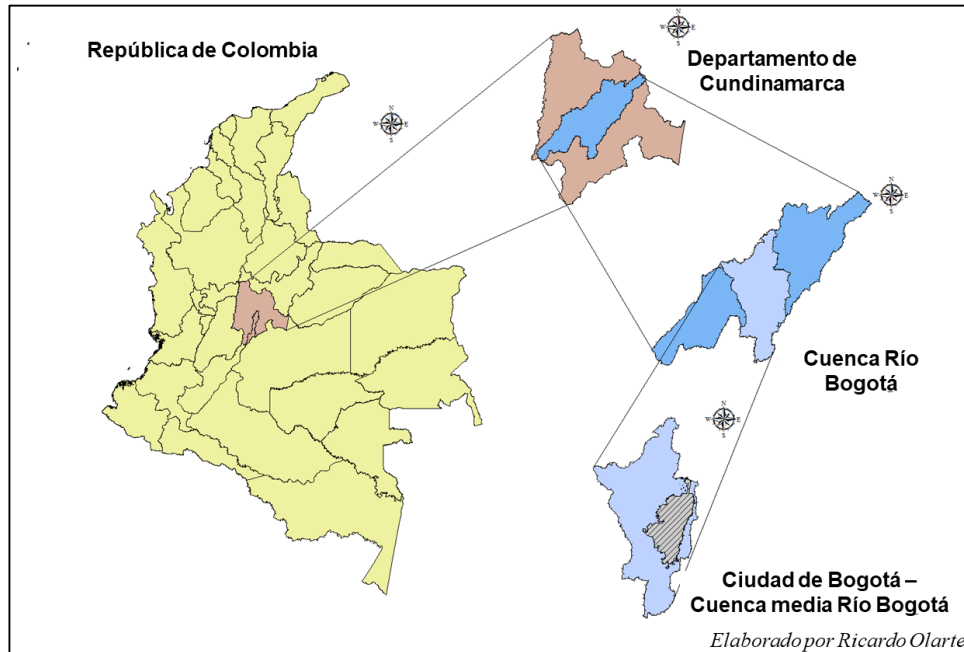 República de Colombia
N
W
E
S
Departamento de
Cundinamarca
N
W
E
S
N
W
E
S
Cuenca Río
Bogotá
N
W
E
S
Ciudad de Bogotá –
Cuenca media Río Bogotá
Elaborado por Ricardo Olarte